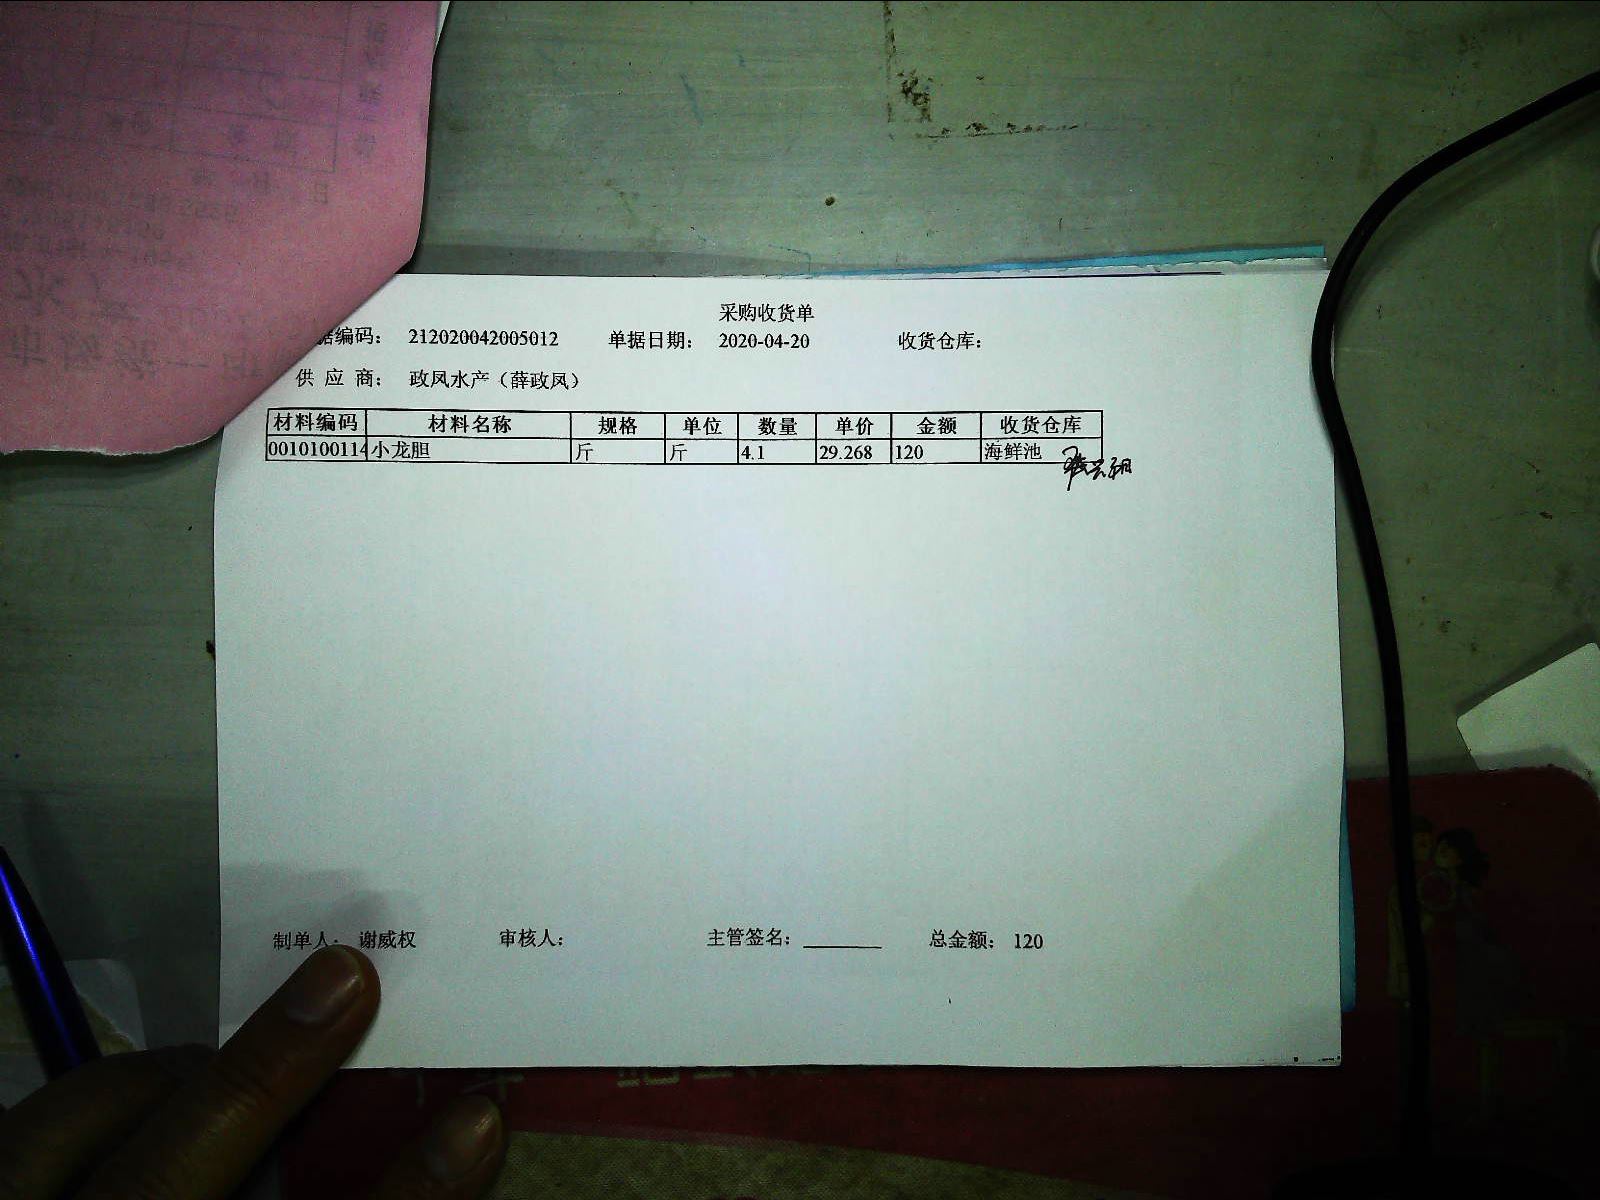 采购收货单
据编码： 212020042005012 单据日期： 2020-04-20 收货仓库：
供 应 商： 政凤水产（薛政凤）
材料编码 材料名称 规格 单位 数量 单价 金额 收货仓库
0010100114 小龙胆 斤 斤 4.1 29.268 120 海鲜池
制单人： 谢威权 审核人： 主管签名： 总金额： 120